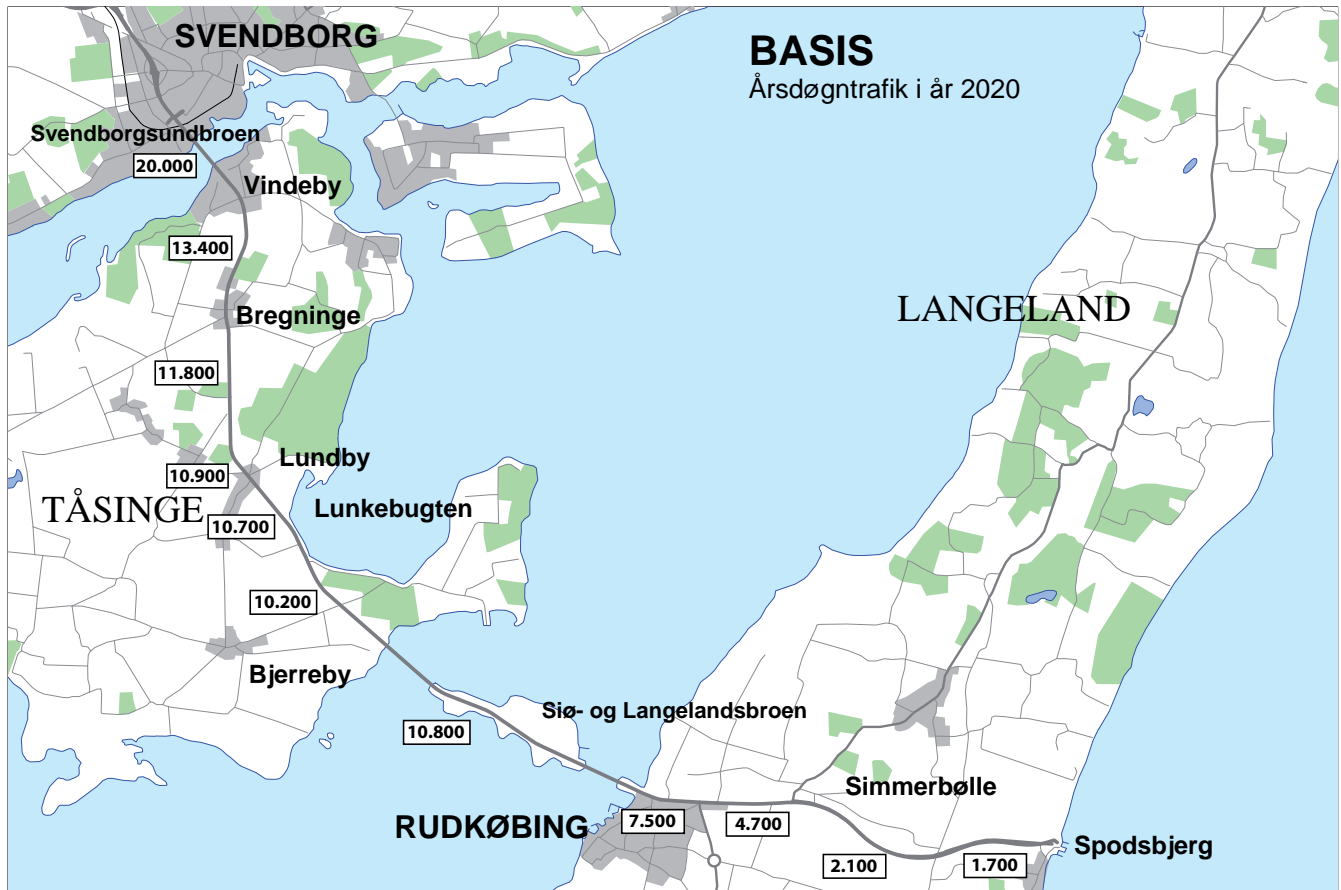 SVENDBORG
BASIS
Årsdøgntrafik i år 2020
Svendborgsundbroen
20.000
Vindeby
13.400
LANGELAND
Bregninge
11.800
Lundby
10.900
TÅSINGE
Lunkebugten
10.700
10.200
Bjerreby
Siø- og Langelandsbroen
10.800
Simmerbølle
RUDKØBING
7.500
4.700
Spodsbjerg
2.100
1.700